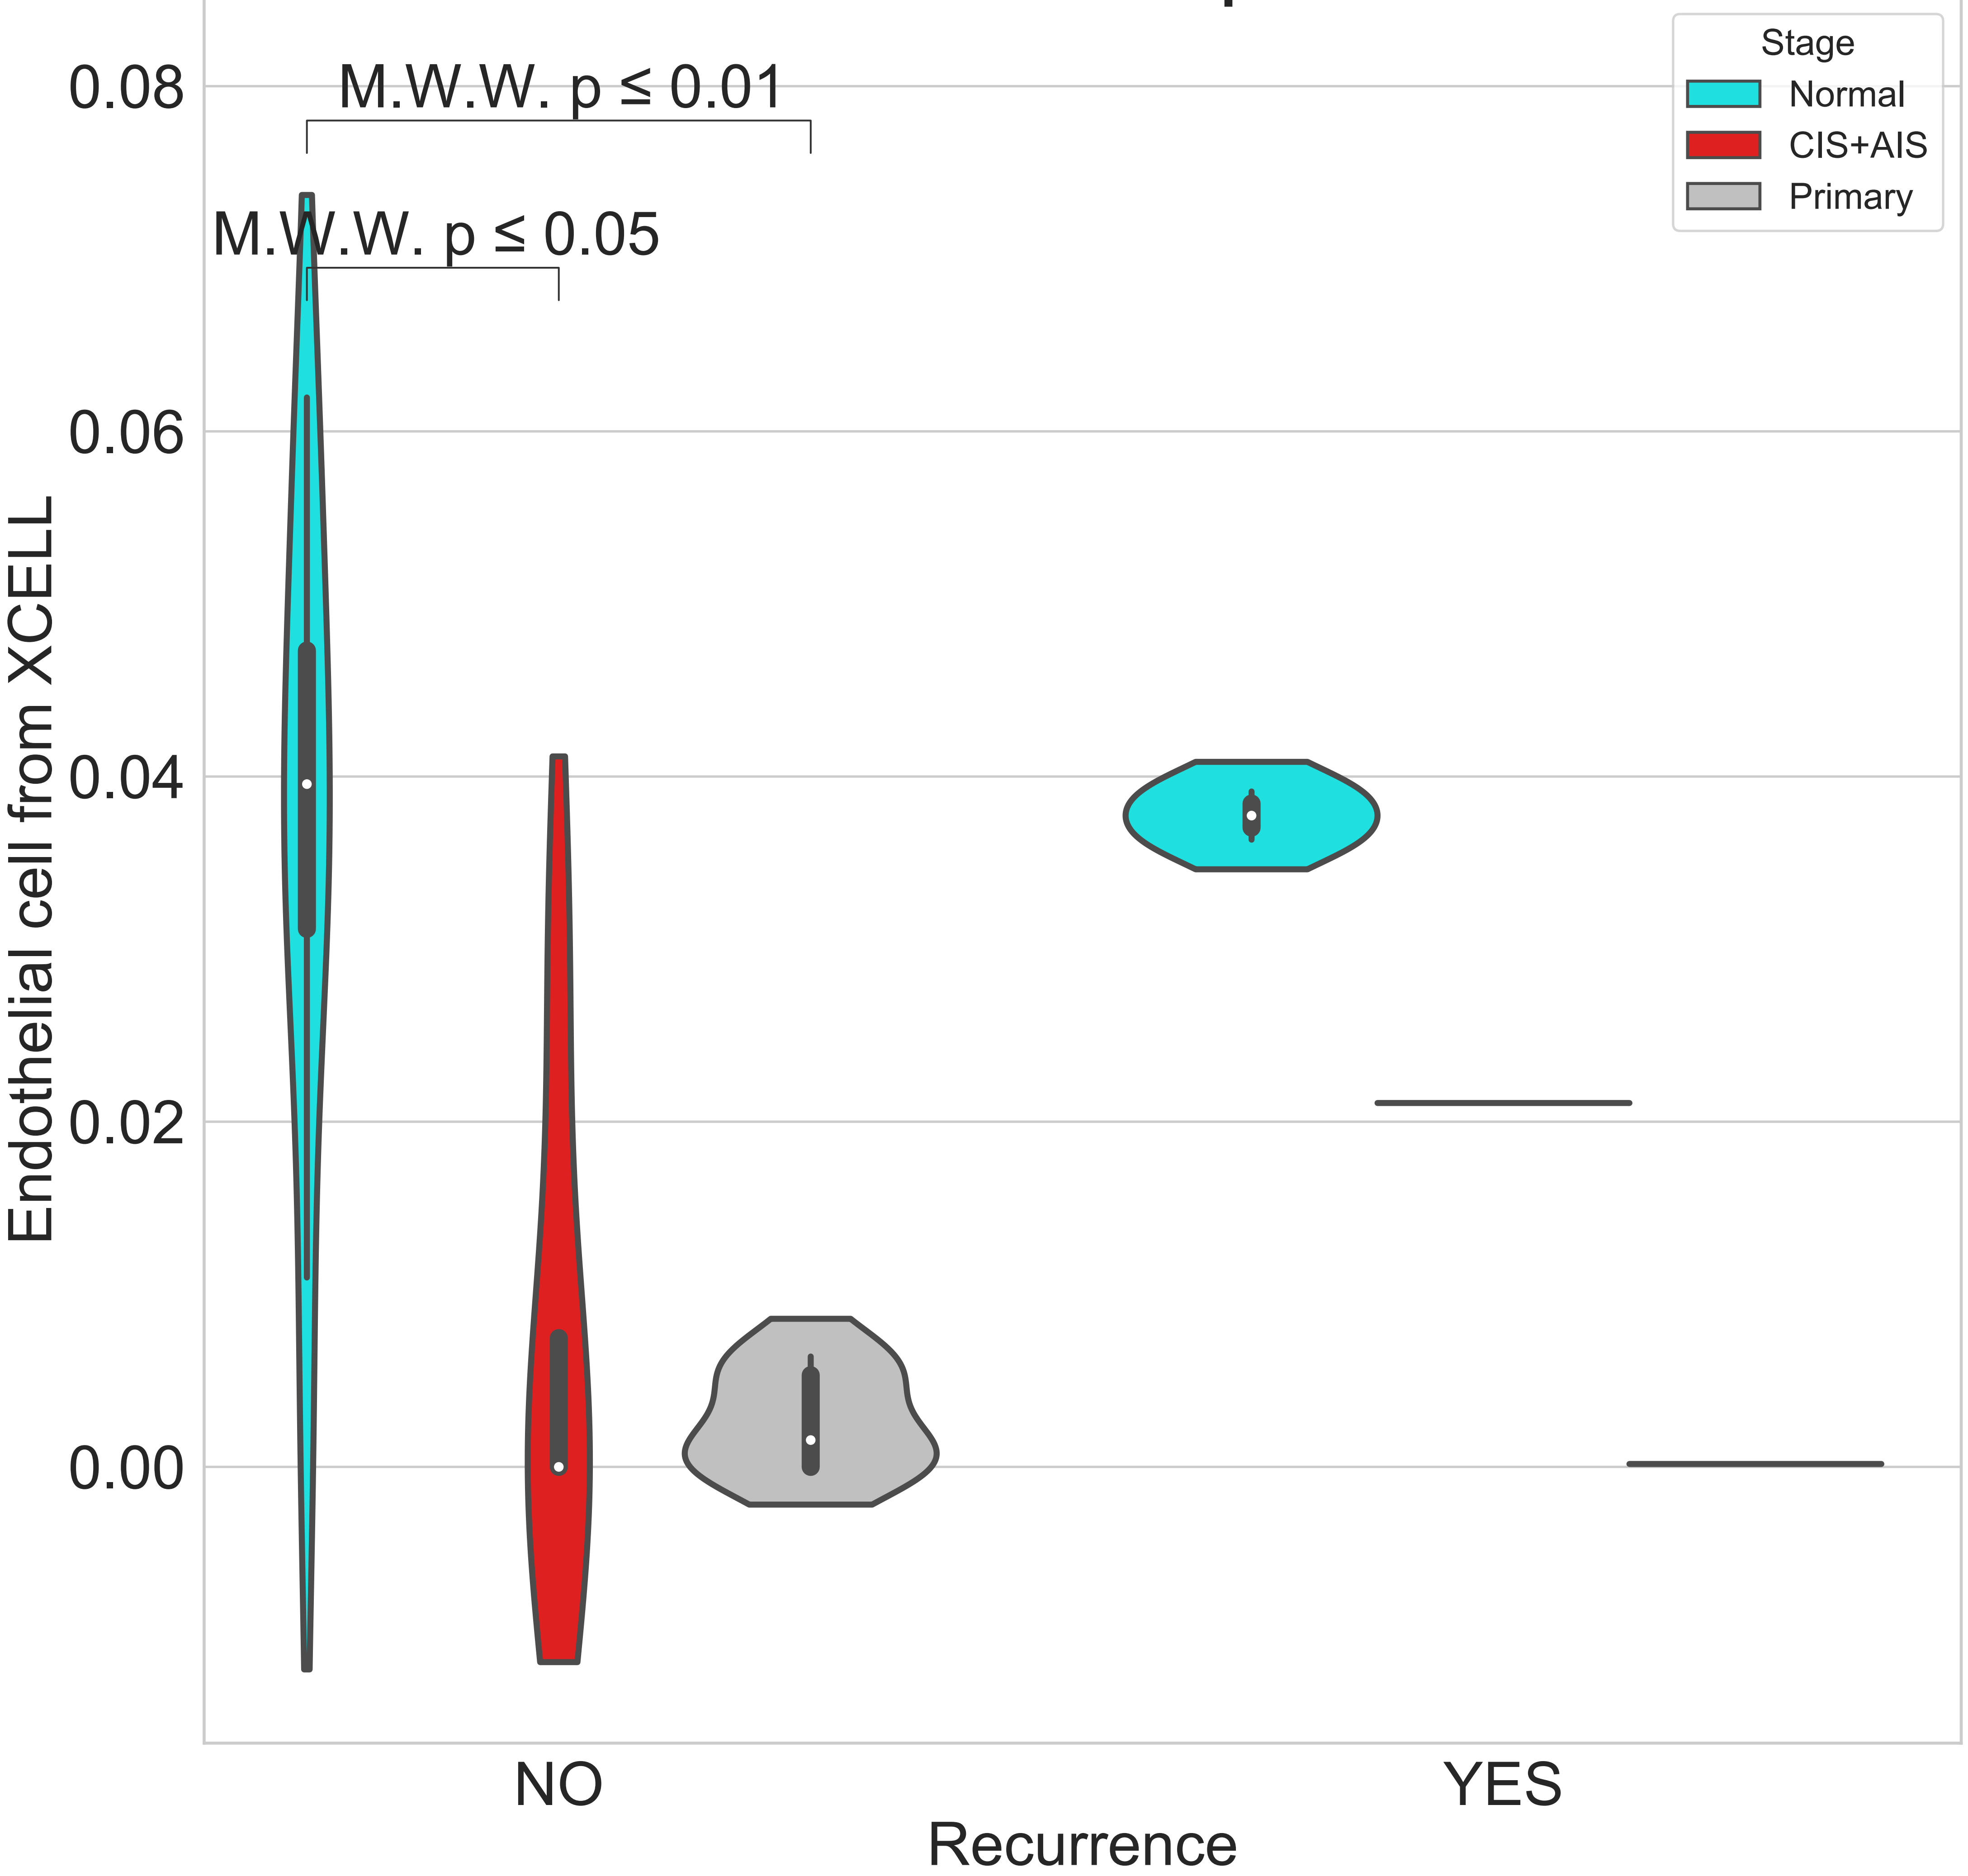 Stage
Normal
CIS+AIS
Primary
M.W.W. p ≤ 0.01
M.W.W. p ≤ 0.05
0.08
0.06
0.04
0.02
0.00
Endothelial cell from XCELL
NO
YES
Recurrence